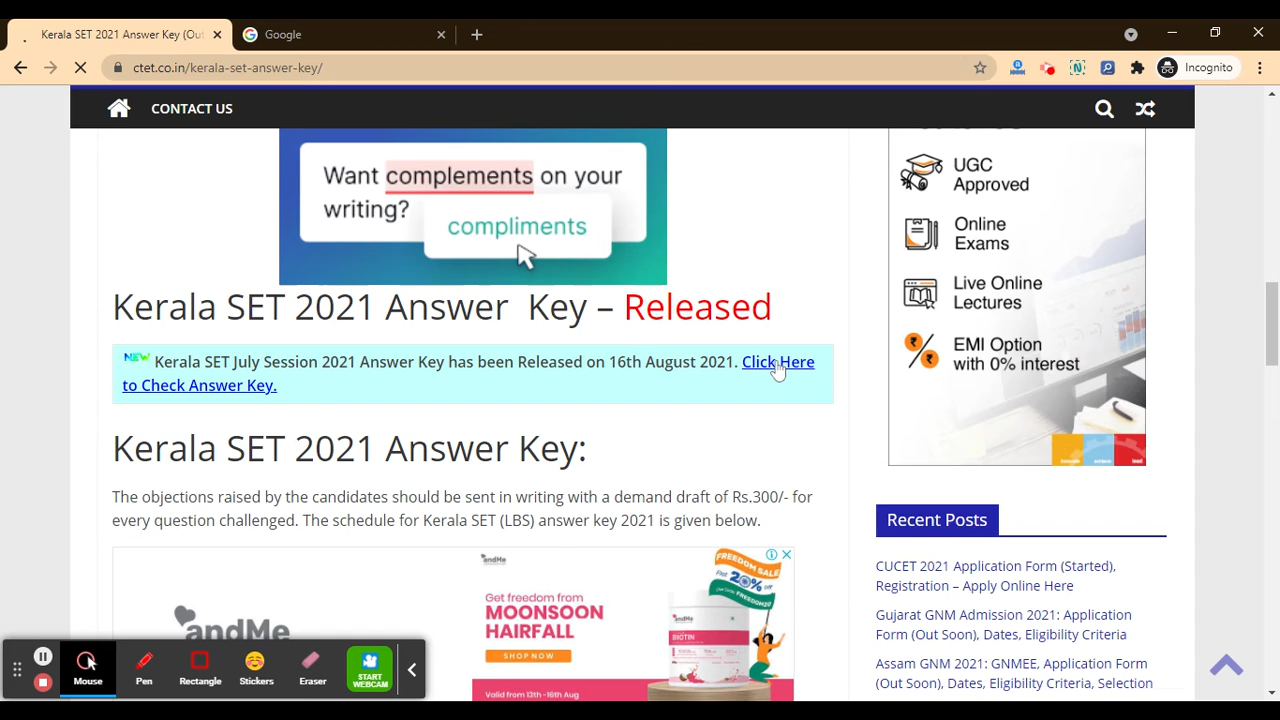 Kerala SET 2021 Answer Key (Out
Google
ctet.co.in/kerala-set-answer-key/
Incognito
CONTACT US
Want complements on your
writing?
compliments
UGC
Approved
Online
Exams
Live Online
Lectures
EMI Option
with 0% interest
Kerala SET 2021 Answer Key – Released
NEW Kerala SET July Session 2021 Answer Key has been Released on 16th August 2021. Click Here
to Check Answer Key.
Kerala SET 2021 Answer Key:
The objections raised by the candidates should be sent in writing with a demand draft of Rs.300/- for
every question challenged. The schedule for Kerala SET (LBS) answer key 2021 is given below.
Recent Posts
CUCET 2021 Application Form (Started),
Registration – Apply Online Here
Gujarat GNM Admission 2021: Application
Form (Out Soon), Dates, Eligibility Criteria
Assam GNM 2021: GNMEE, Application Form
(Out Soon), Dates, Eligibility Criteria, Selection
andMe
andMe
Get freedom from
MOONSOON
HAIRFALL
SHOP NOW
Valid from 13th -16th Aug
FREEDOM SALE
Flat 20% off
BIOTIN
Mouse
Pen
Rectangle
Stickers
Eraser
START
WEBCAM